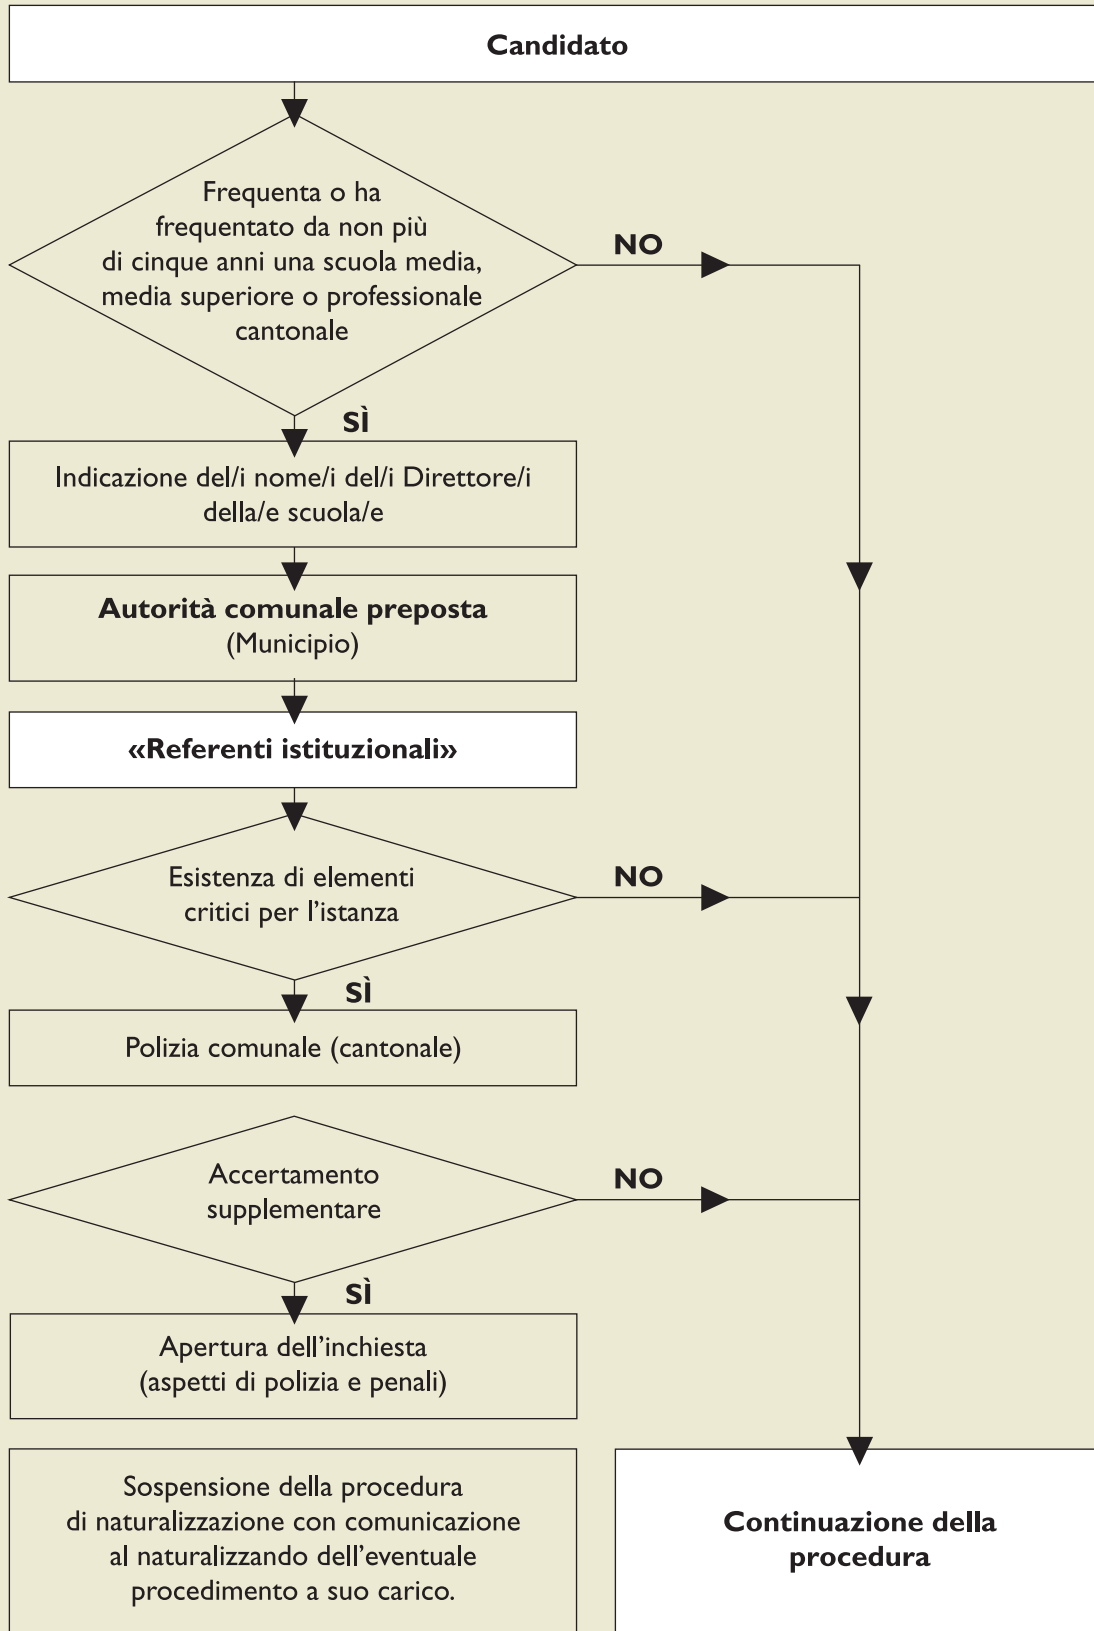 Candidato
Frequenta o ha
frequentato da non più
di cinque anni una scuola media,
media superiore o professionale
cantonale
NO
SÌ
Indicazione del/i nome/i del/i Direttore/i
della/e scuola/e
Autorità comunale preposta
(Municipio)
«Referenti istituzionali»
Esistenza di elementi
critici per l'istanza
NO
SÌ
Polizia comunale (cantonale)
Accertamento
supplementare
NO
SÌ
Apertura dell'inchiesta
(aspetti di polizia e penali)
Sospensione della procedura
di naturalizzazione con comunicazione
al naturalizzando dell'eventuale
procedimento a suo carico.
Continuazione della
procedura